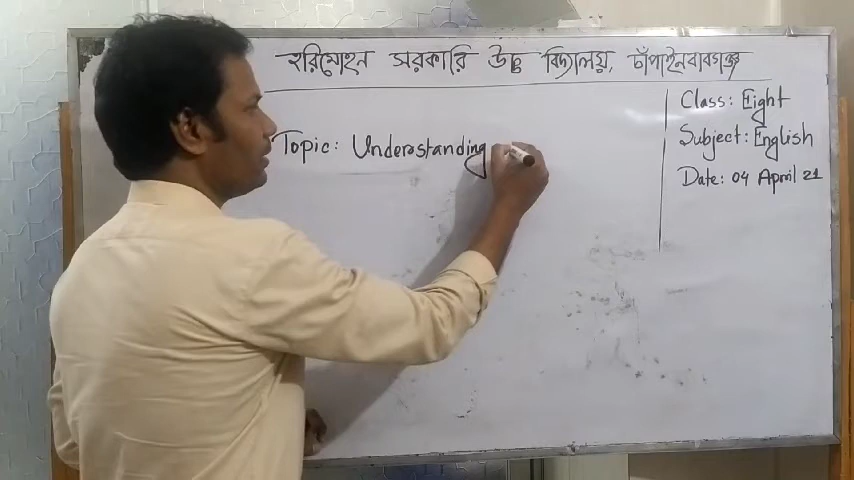 হরিমোহন সরকারি উচ্চ বিদ্যালয়, চাঁপাইনবাবগঞ্জ
Class: Eight
Subject: English
Date: 04 April 21
Topic: Understanding